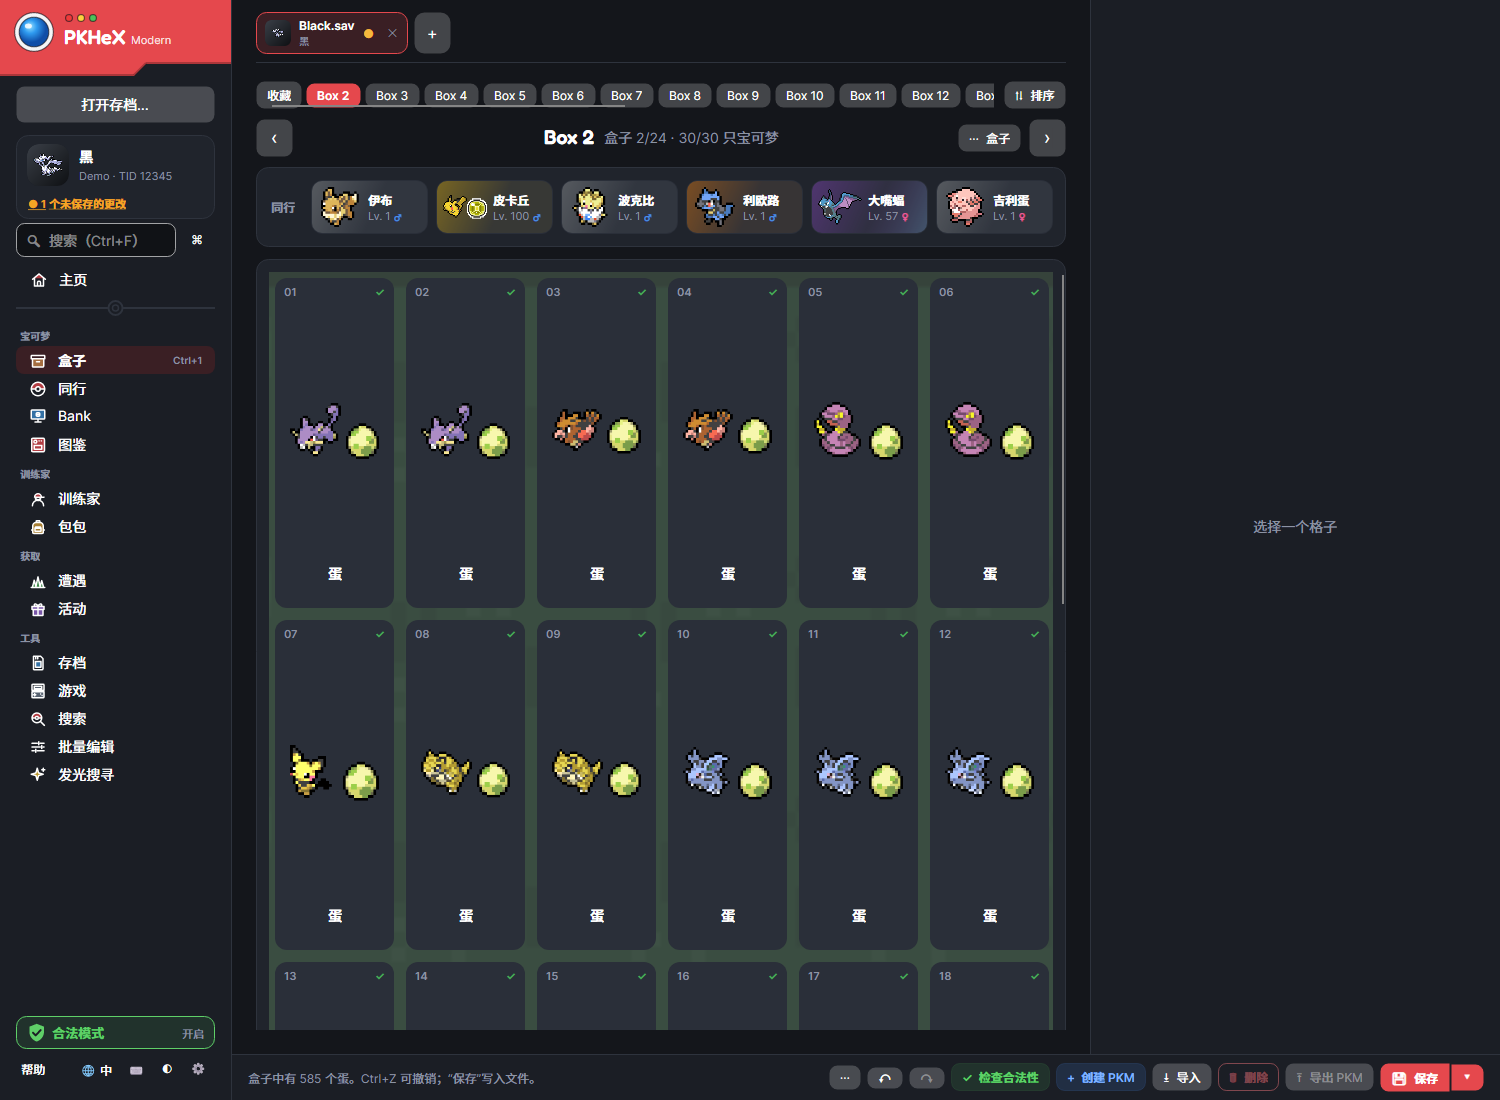 PKHeX Modern
打开存档...
黑
Demo · TID 12345
1 个未保存的更改
搜索（Ctrl+F） ⌘
主页
宝可梦
盒子 Ctrl+1
同行
Bank
图鉴
训练家
训练家
包包
获取
遭遇
活动
工具
存档
游戏
搜索
批量编辑
发光搜寻
合法模式 开启
帮助 中
Black.sav
黑
+
收藏 Box 2 Box 3 Box 4 Box 5 Box 6 Box 7 Box 8 Box 9 Box 10 Box 11 Box 12 Box 排序
‹ Box 2 盒子 2/24 · 30/30 只宝可梦 ··· 盒子 ›
同行
伊布
Lv. 1 ♂
皮卡丘
Lv. 100 ♂
波克比
Lv. 1 ♂
利欧路
Lv. 1 ♂
大嘴蝠
Lv. 57 ♀
吉利蛋
Lv. 1 ♀
01 02 03 04 05 06
蛋 蛋 蛋 蛋 蛋 蛋
07 08 09 10 11 12
蛋 蛋 蛋 蛋 蛋 蛋
13 14 15 16 17 18
选择一个格子
盒子中有 585 个蛋。Ctrl+Z 可撤销；“保存”写入文件。
··· 检查合法性 + 创建 PKM 导入 删除 导出 PKM 保存